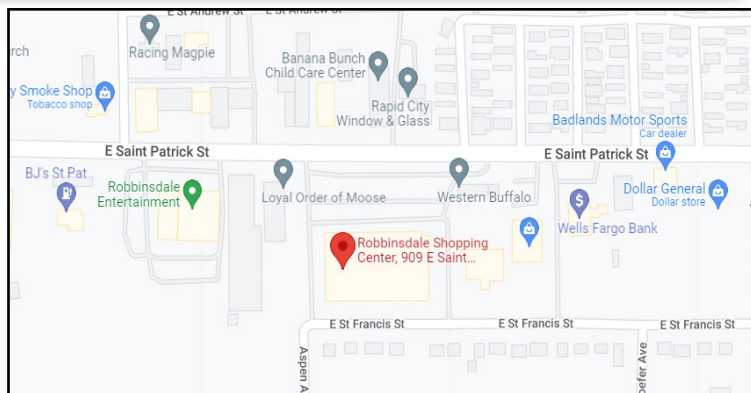 E St Andrew St
E St Andrew St
Racing Magpie
rch
Banana Bunch
Child Care Center
y Smoke Shop
Tobacco shop
Rapid City
Window & Glass
Badlands Motor Sports
Car dealer
E Saint Patrick St
E Saint Patrick St
BJ's St Pat
Robbinsdale
Entertainment
Loyal Order of Moose
Western Buffalo
Dollar General
Dollar store
Wells Fargo Bank
Robbinsdale Shopping
Center, 909 E Saint...
E St Francis St
E St Francis St
E St Francis St
Aspen A
oefer Ave